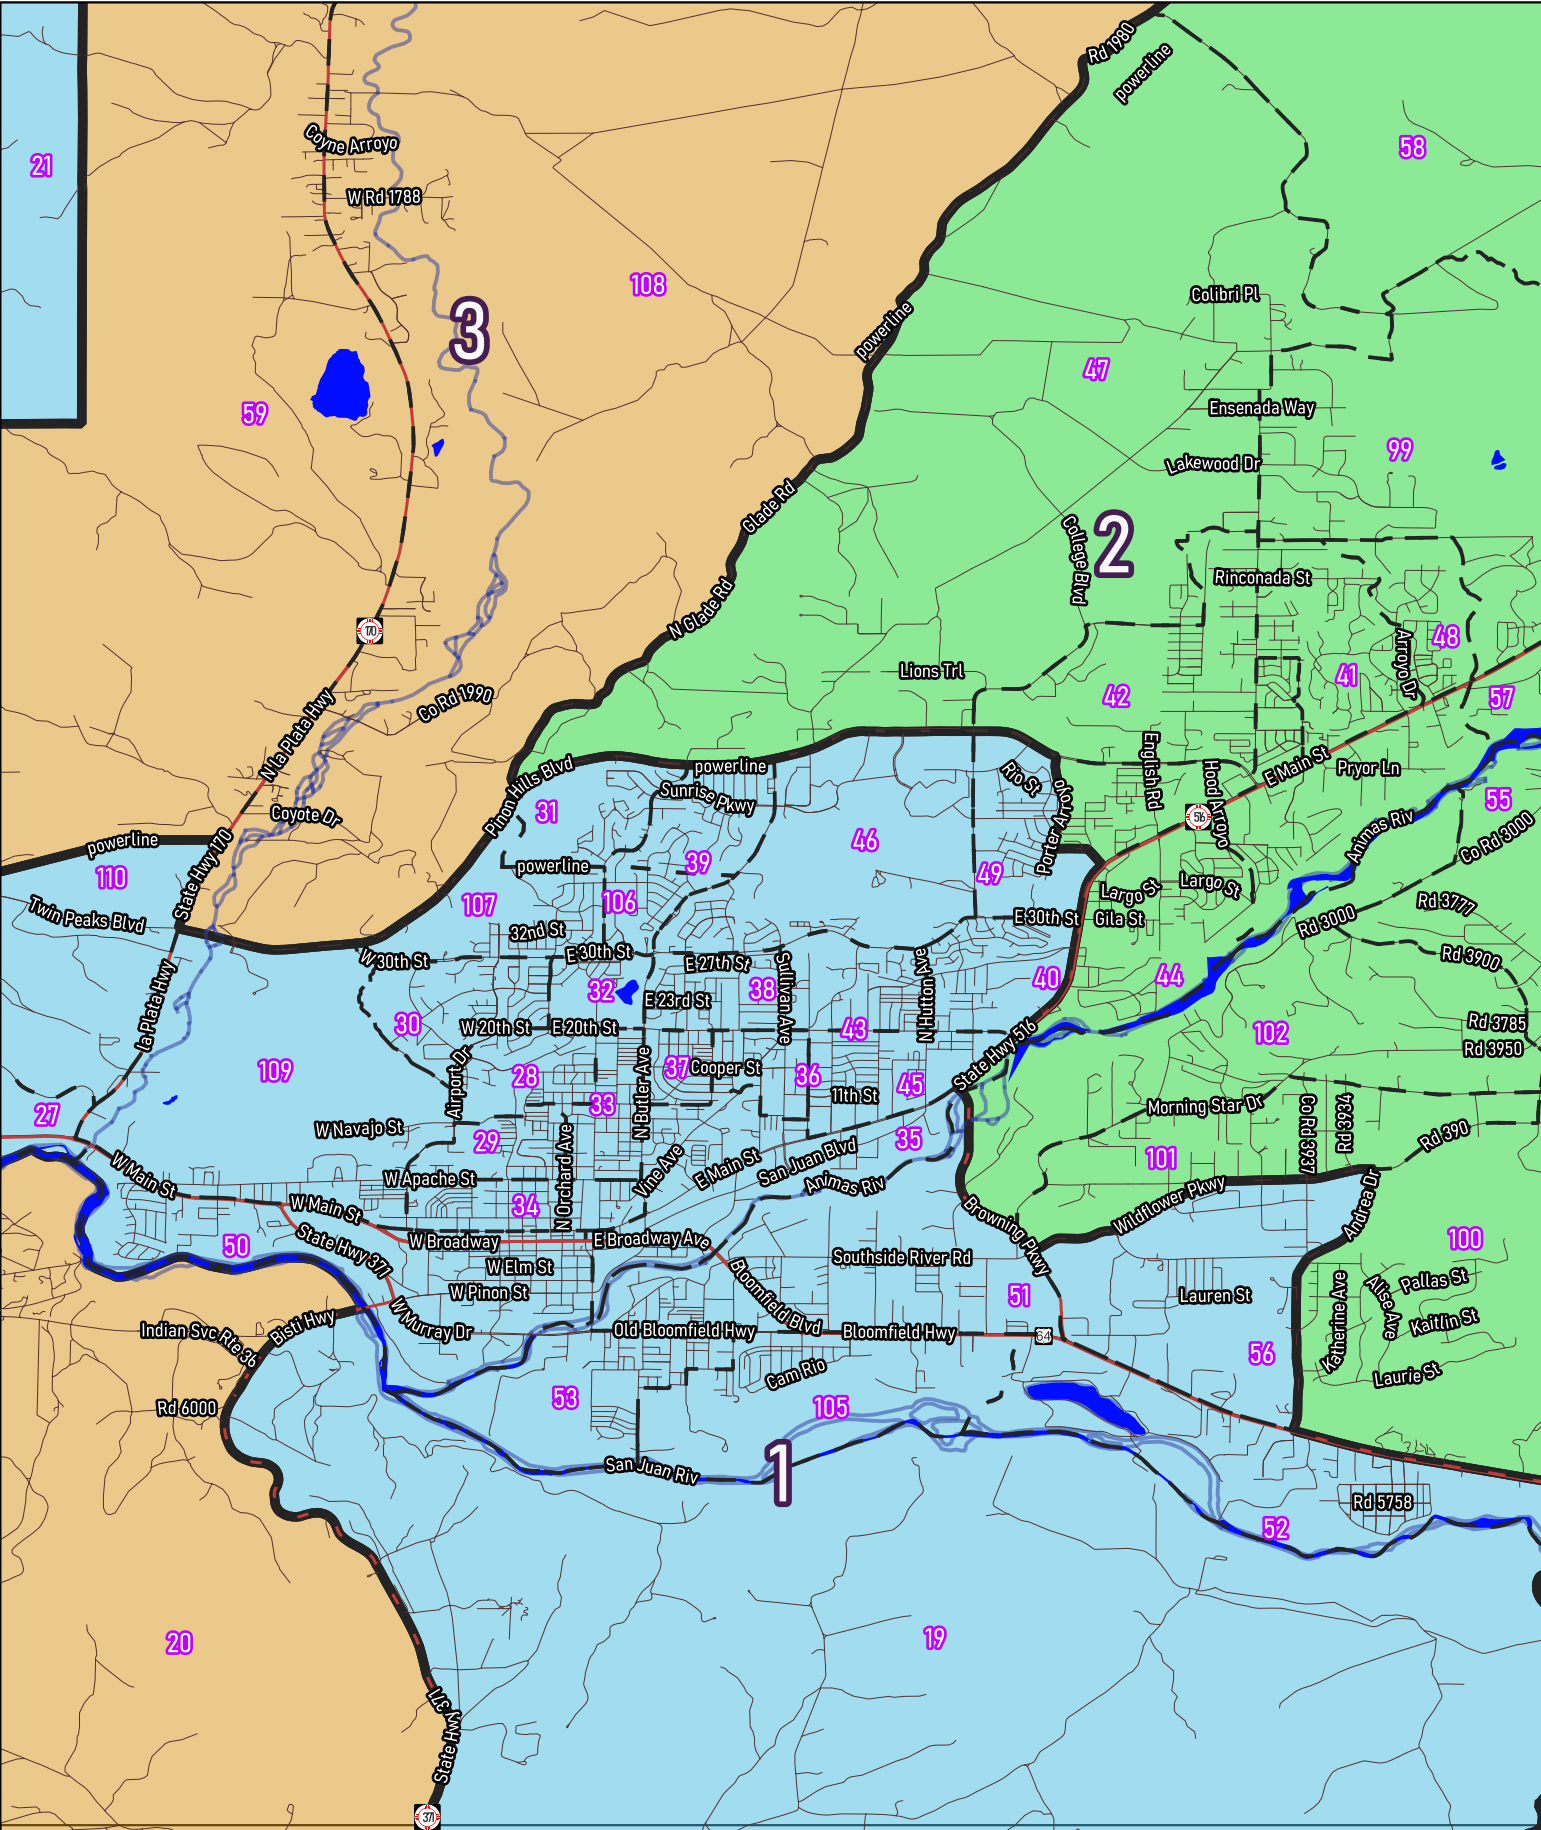 Rd 1980
powerline
58
21
Coyne Arroyo
W Rd 1788
108
Colibri Pl
3
powerline
47
59
Ensenada Way
99
Lakewood Dr
Glade Rd
College Blvd
2
Rinconada St
N Glade Rd
170
Arroyo Dr
48
Lions Trl
41
42
57
Co Rd 1990
N La Plata Hwy
English Rd
Hood Arroyo
E Main St
Pryor Ln
powerline
Pinon Hills Blvd
Rio St
Sunrise Pkwy
31
55
Porter Arroyo
516
Coyote Dr
Animas Riv
Co Rd 3000
powerline
State Hwy 170
46
39
powerline
49
110
Largo St
Largo St
107
106
Rd 3777
Twin Peaks Blvd
E 30th St
Gila St
Rd 3000
32nd St
W 30th St
E 30th St
E 27th St
Rd 3900
la Plata Hwy
Sullivan Ave
N Hutton Ave
40
44
32
38
E 23rd St
30
W 20th St
E 20th St
43
State Hwy 516
102
Rd 3785
Rd 3950
109
Airport Dr
28
N Butler Ave
37
Cooper St
36
45
11th St
33
Morning Star Dr
Co Rd 3937
Rd 3934
27
W Navajo St
N Orchard Ave
29
35
Rd 390
W Main St
W Apache St
Vine Ave
E Main St
San Juan Blvd
Animas Riv
101
Wildflower Pkwy
Andrea Dr
34
W Main St
Browning Pkwy
50
State Hwy 371
W Broadway
E Broadway Ave
Southside River Rd
100
W Elm St
Bloomfield Blvd
W Pinon St
51
Lauren St
Katherine Ave
Alise Ave
Pallas St
Kaitlin St
Indian Svc Rte 36
Bisti Hwy
W Murray Dr
Old Bloomfield Hwy
Bloomfield Hwy
64
56
Laurie St
Cam Rio
Rd 6000
53
105
1
San Juan Riv
Rd 5758
52
20
19
State Hwy 371
371